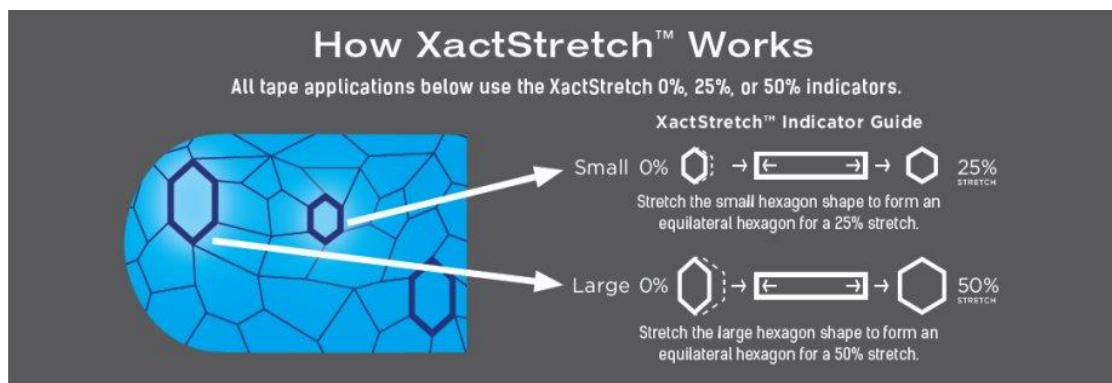 How XactStretch™ Works
All tape applications below use the XactStretch 0%, 25%, or 50% indicators.
XactStretch™ Indicator Guide
Small 0% 25%
STRETCH
Stretch the small hexagon shape to form an
equilateral hexagon for a 25% stretch.
Large 0% 50%
STRETCH
Stretch the large hexagon shape to form an
equilateral hexagon for a 50% stretch.